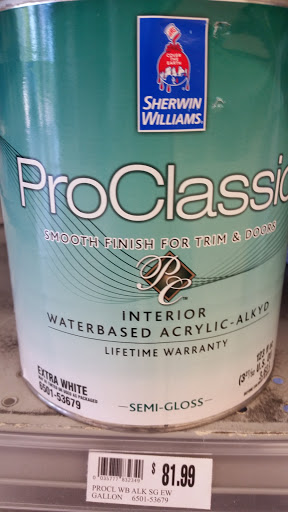 COVER
THE
EARTH
SHERWIN
WILLIAMS.
ProClassic
SMOOTH FINISH FOR TRIM & DOORS
PC
INTERIOR
WATERBASED ACRYLIC-ALKYD
LIFETIME WARRANTY
EXTRA WHITE
6501-53679
SEMI-GLOSS
$ 81.99
PROCL WB ALK SG EW
GALLON 6501-53679